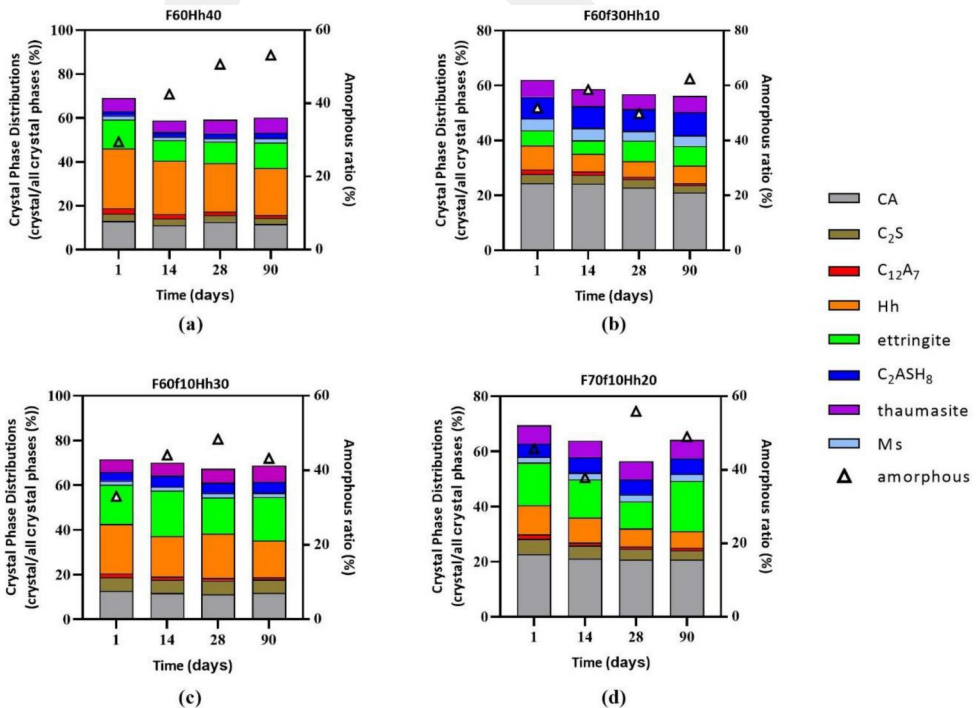 F60Hh40
Crystal Phase Distributions
(crystal/all crystal phases (%))
100
80
60
40
20
0
60
40
20
0
Amorphous ratio (%)
1 14 28 90
Time (days)
(a)
F60f30Hh10
Crystal Phase Distributions
(crystal/all crystal phases (%))
80
60
40
20
0
80
60
40
20
0
Amorphous ratio (%)
1 14 28 90
Time (days)
(b)
F60f10Hh30
Crystal Phase Distributions
(crystal/all crystal phases (%))
100
80
60
40
20
0
60
40
20
0
Amorphous ratio (%)
1 14 28 90
Time (days)
(c)
F70f10Hh20
Crystal Phase Distributions
(crystal/all crystal phases (%))
80
60
40
20
0
60
40
20
0
Amorphous ratio (%)
1 14 28 90
Time (days)
(d)
CA
C₂S
C₁₂A₇
Hh
ettringite
C₂ASH₈
thaumasite
Ms
amorphous